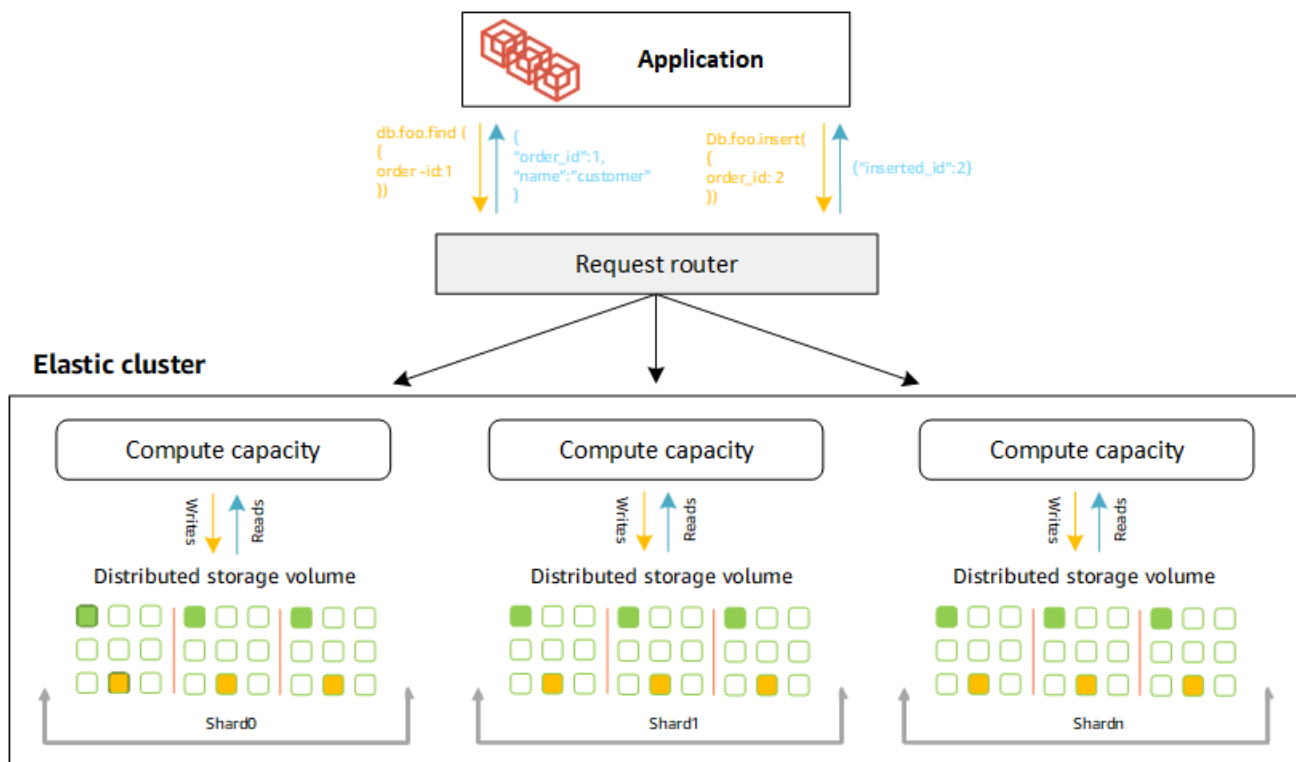 Application
db.foo.find (
{
order -id:1
})
{
"order_id":1,
"name":"customer"
}
Db.foo.insert(
{
order_id: 2
})
{"inserted_id":2}
Request router
Elastic cluster
Compute capacity
Compute capacity
Compute capacity
Writes
Reads
Writes
Reads
Writes
Reads
Distributed storage volume
Distributed storage volume
Distributed storage volume
Shard0
Shard1
Shardn